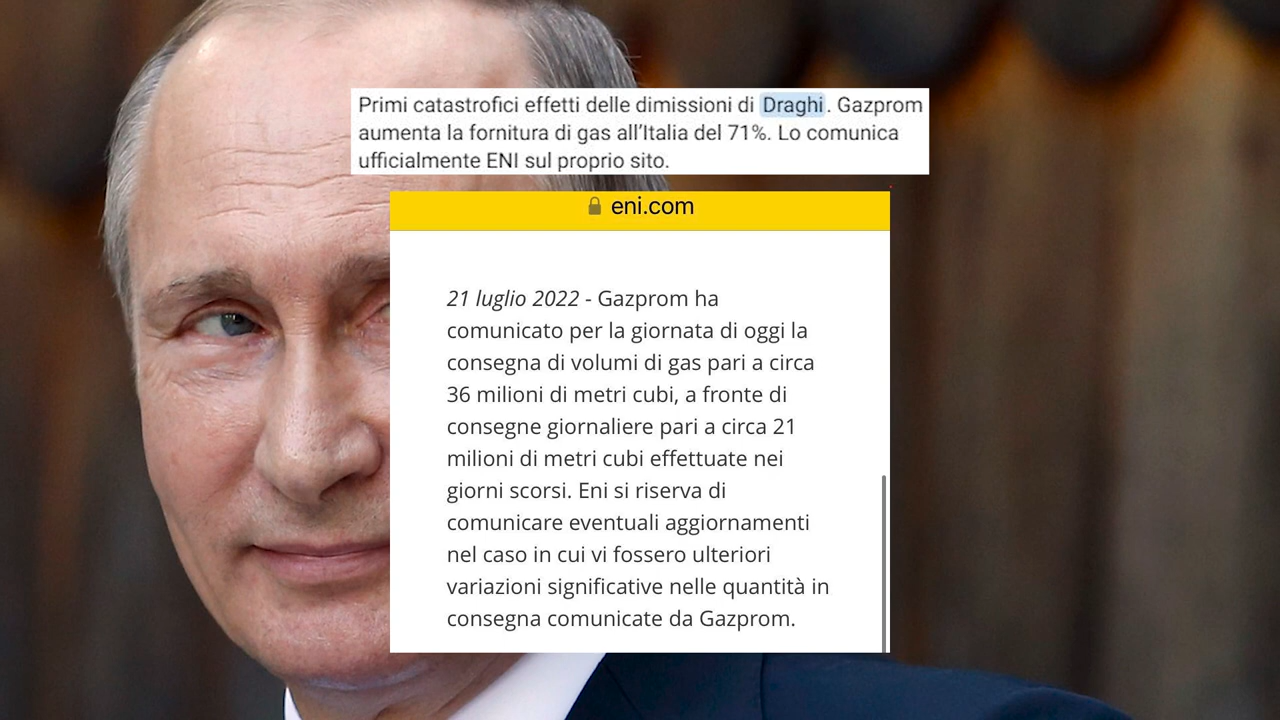 Primi catastrofici effetti delle dimissioni di Draghi. Gazprom
aumenta la fornitura di gas all'Italia del 71%. Lo comunica
ufficialmente ENI sul proprio sito.
eni.com
21 luglio 2022 - Gazprom ha
comunicato per la giornata di oggi la
consegna di volumi di gas pari a circa
36 milioni di metri cubi, a fronte di
consegne giornaliere pari a circa 21
milioni di metri cubi effettuate nei
giorni scorsi. Eni si riserva di
comunicare eventuali aggiornamenti
nel caso in cui vi fossero ulteriori
variazioni significative nelle quantità in
consegna comunicate da Gazprom.